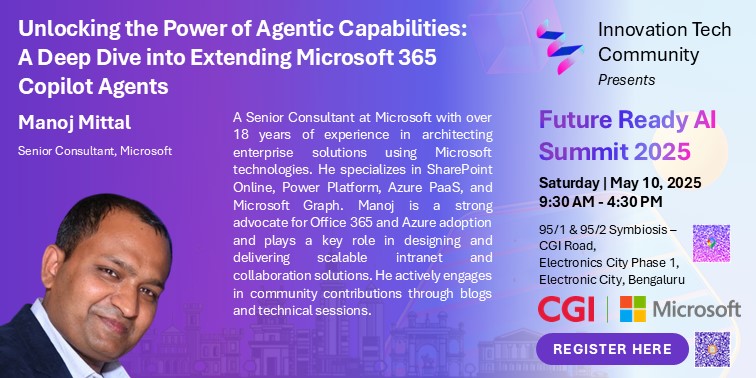 Unlocking the Power of Agentic Capabilities:
A Deep Dive into Extending Microsoft 365
Copilot Agents
Manoj Mittal
Senior Consultant, Microsoft
A Senior Consultant at Microsoft with over
18 years of experience in architecting
enterprise solutions using Microsoft
technologies. He specializes in SharePoint
Online, Power Platform, Azure PaaS, and
Microsoft Graph. Manoj is a strong
advocate for Office 365 and Azure adoption
and plays a key role in designing and
delivering scalable intranet and
collaboration solutions. He actively engages
in community contributions through blogs
and technical sessions.
Innovation Tech
Community
Presents
Future Ready AI
Summit 2025
Saturday | May 10, 2025
9:30 AM - 4:30 PM
95/1 & 95/2 Symbiosis –
CGI Road,
Electronics City Phase 1,
Electronic City, Bengaluru
CGI | Microsoft
REGISTER HERE